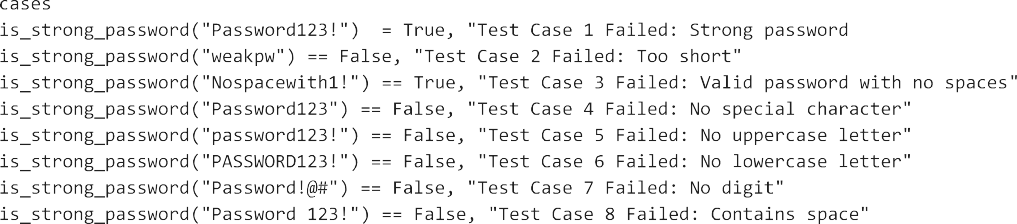 cases
is_strong_password("Password123!")  = True, "Test Case 1 Failed: Strong password
is_strong_password("weakpw") == False, "Test Case 2 Failed: Too short"
is_strong_password("Nospacewith1!") == True, "Test Case 3 Failed: Valid password with no spaces"
is_strong_password("Password123") == False, "Test Case 4 Failed: No special character"
is_strong_password("password123!") == False, "Test Case 5 Failed: No uppercase letter"
is_strong_password("PASSWORD123!") == False, "Test Case 6 Failed: No lowercase letter"
is_strong_password("Password!@#") == False, "Test Case 7 Failed: No digit"
is_strong_password("Password 123!") == False, "Test Case 8 Failed: Contains space"